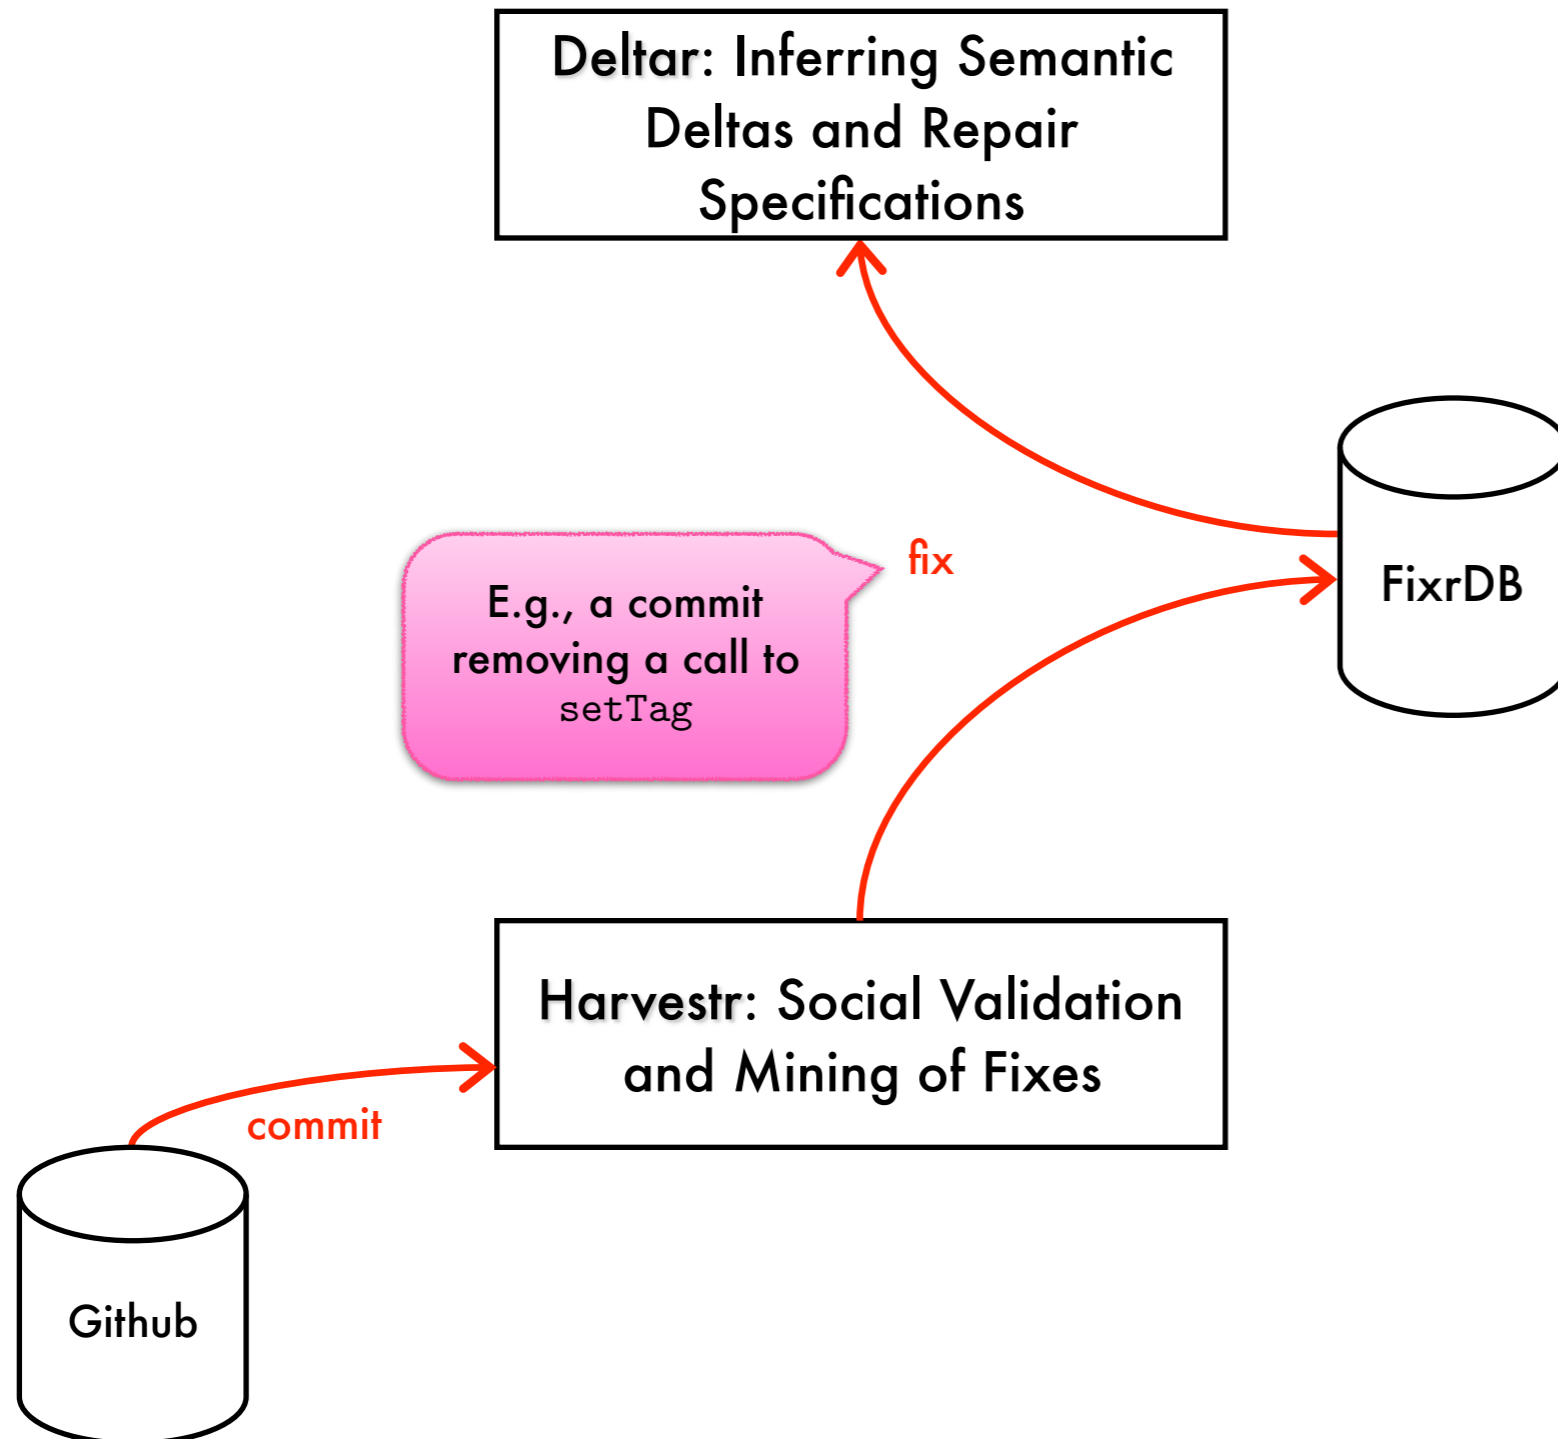 Deltar: Inferring Semantic
Deltas and Repair
Specifications
fix
E.g., a commit
removing a call to
setTag
FixrDB
Harvestr: Social Validation
and Mining of Fixes
commit
Github